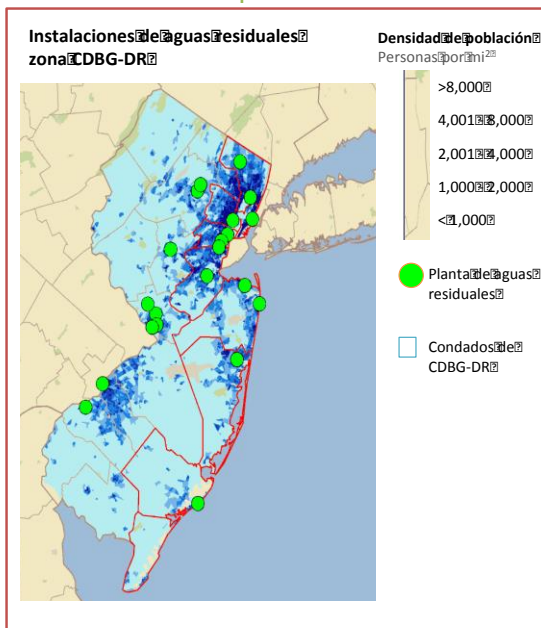 Instalaciones de aguas residuales
zona CDBG-DR
Densidad de población
Personas por mi²
>8,000
4,001 8,000
2,001 4,000
1,000 2,000
< 1,000
Planta de aguas
residuales
Condados de
CDBG-DR